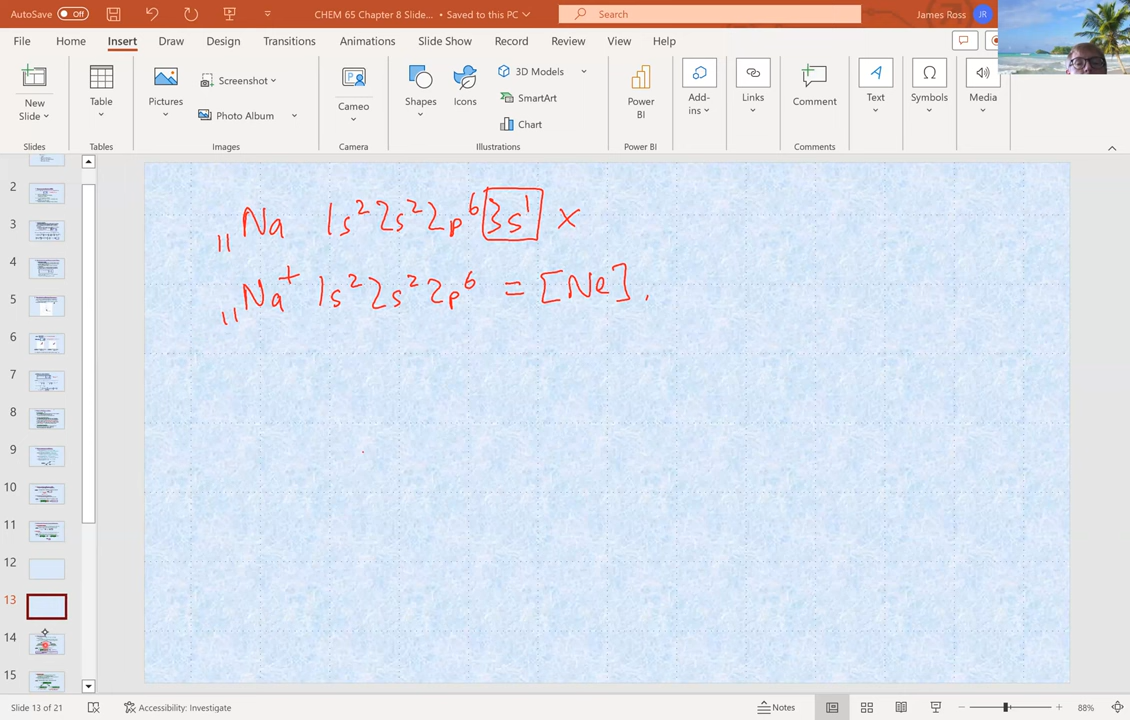 AutoSave Off CHEM 65 Chapter 8 Slide... • Saved to this PC Search James Ross JR
File Home Insert Draw Design Transitions Animations Slide Show Record Review View Help
New Slide Table Pictures Screenshot Photo Album Cameo Shapes Icons 3D Models SmartArt Chart Power BI Add-ins Links Comment Text Symbols Media
Slides Tables Images Camera Illustrations Power BI Comments
₁₁Na 1s² 2s² 2p⁶ 3s¹ x
₁₁Na⁺ 1s² 2s² 2p⁶ = [Ne].
2
3
4
5
6
7
8
9
10
11
12
13
14
15
Slide 13 of 21 Accessibility: Investigate Notes 88%